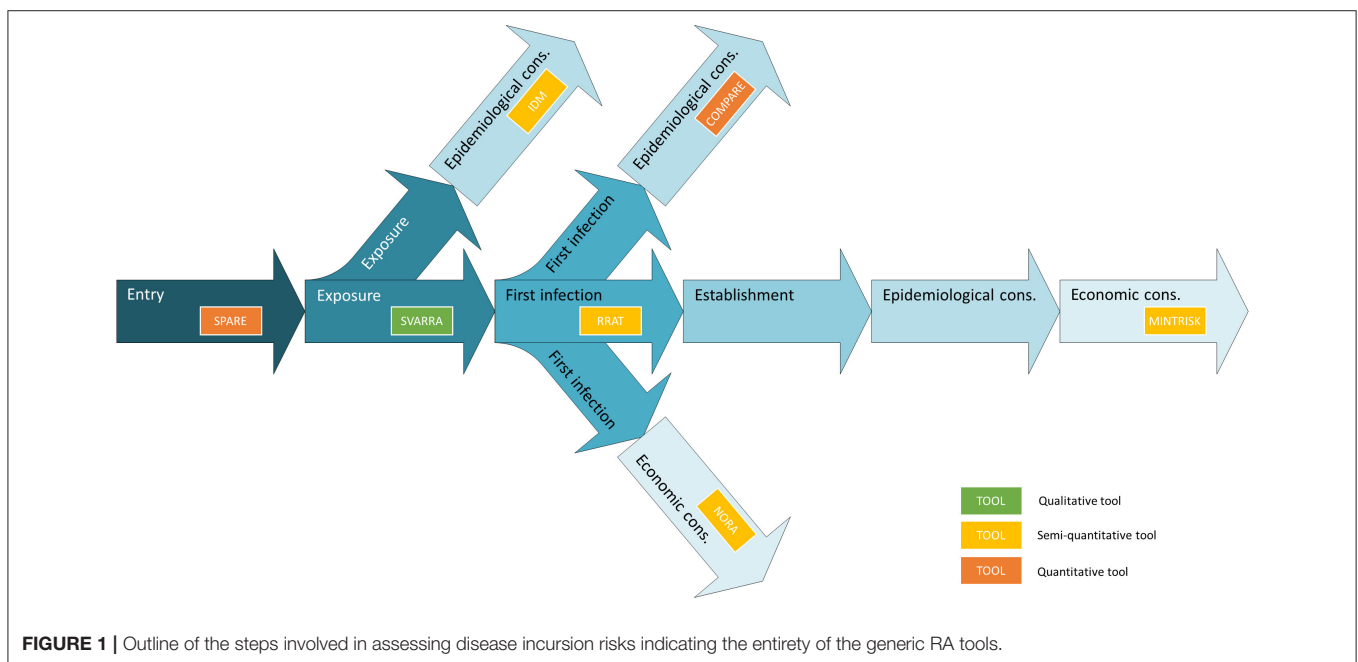 Epidemiological cons.
IDM
Epidemiological cons.
COMPARE
Exposure
First infection
Entry
SPARE
Exposure
SVARRA
First infection
RRAT
Establishment
Epidemiological cons.
Economic cons.
MINTRISK
First infection
Economic cons.
NORA
TOOL Qualitative tool
TOOL Semi-quantitative tool
TOOL Quantitative tool
FIGURE 1 | Outline of the steps involved in assessing disease incursion risks indicating the entirety of the generic RA tools.